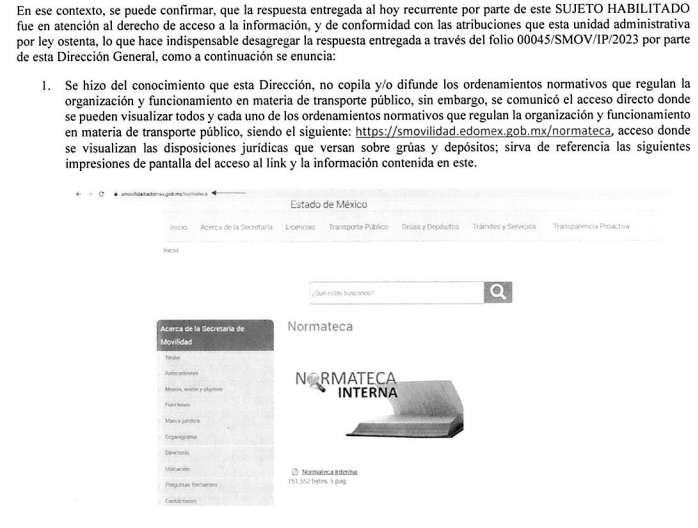 En ese contexto, se puede confirmar, que la respuesta entregada al hoy recurrente por parte de este SUJETO HABILITADO
fue en atención al derecho de acceso a la información, y de conformidad con las atribuciones que esta unidad administrativa
por ley ostenta, lo que hace indispensable desagregar la respuesta entregada a través del folio 00045/SMOV/IP/2023 por parte
de esta Dirección General, como a continuación se enuncia:
1. Se hizo del conocimiento que esta Dirección, no copila y/o difunde los ordenamientos normativos que regulan la
organización y funcionamiento en materia de transporte público, sin embargo, se comunicó el acceso directo donde
se pueden visualizar todos y cada uno de los ordenamientos normativos que regulan la organización y funcionamiento
en materia de transporte público, siendo el siguiente: https://smovilidad.edomex.gob.mx/normateca, acceso donde
se visualizan las disposiciones jurídicas que versan sobre grúas y depósitos; sirva de referencia las siguientes
impresiones de pantalla del acceso al link y la información contenida en este.
smovilidad.edomex.gob.mx/normateca
Estado de México
Inicio Acerca de la Secretaría Licencias Transporte Público Grúas y Depósitos Trámites y Servicios Transparencia Proactiva
Inicio
¿Qué estás buscando?
Acerca de la Secretaría de
Movilidad
Normateca
Titular
Antecedentes
Misión, visión y objetivo
Funciones
Marco jurídico
Organigrama
Directorio
Ubicación
Preguntas frecuentes
Contáctanos
NORMATECA
INTERNA
Normateca Interna
151,552 bytes, 5 pag